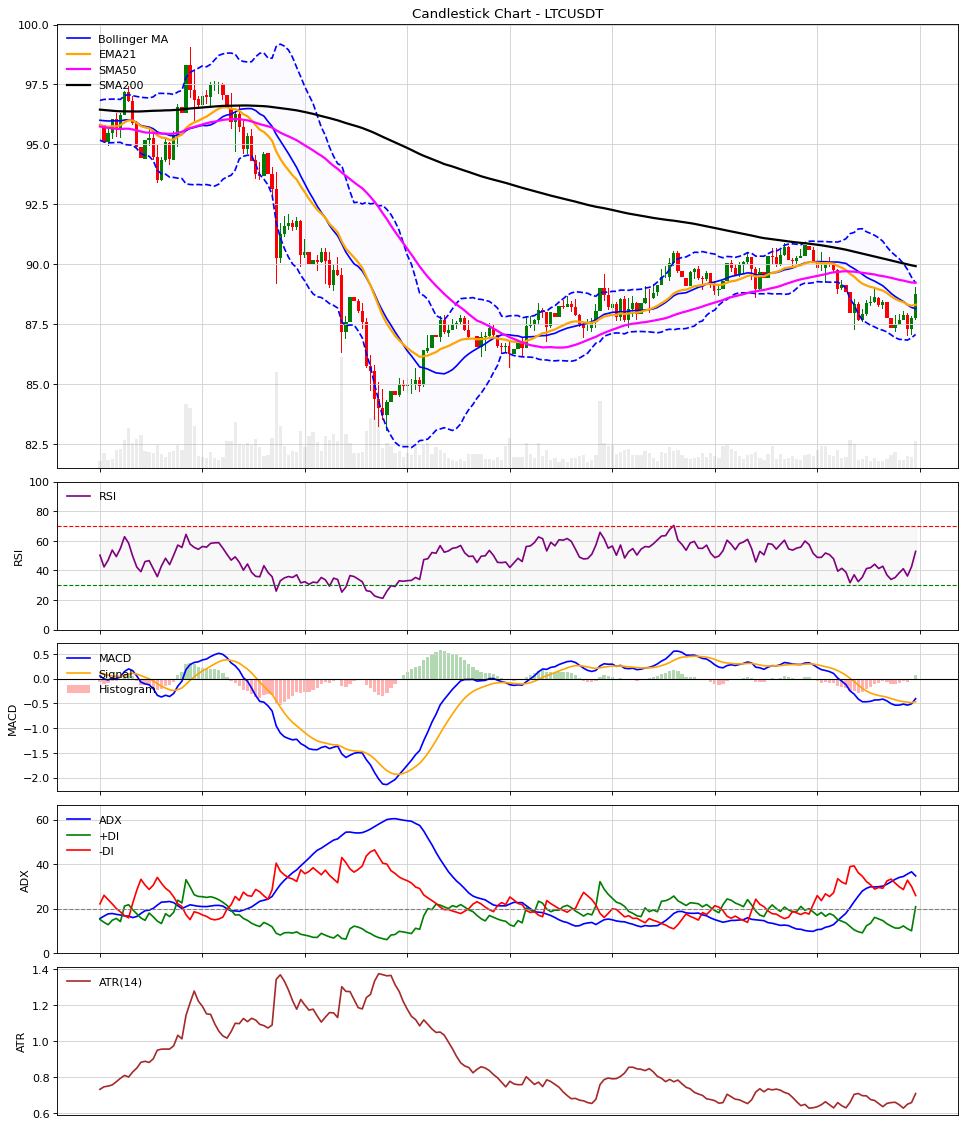 Candlestick Chart - LTCUSDT
100.0
97.5
95.0
92.5
90.0
87.5
85.0
82.5
Bollinger MA
EMA21
SMA50
SMA200
100
80
60
40
20
0
RSI
RSI
0.5
0.0
−0.5
−1.0
−1.5
−2.0
MACD
MACD
Signal
Histogram
60
40
20
0
ADX
ADX
+DI
-DI
1.4
1.2
1.0
0.8
0.6
ATR
ATR(14)